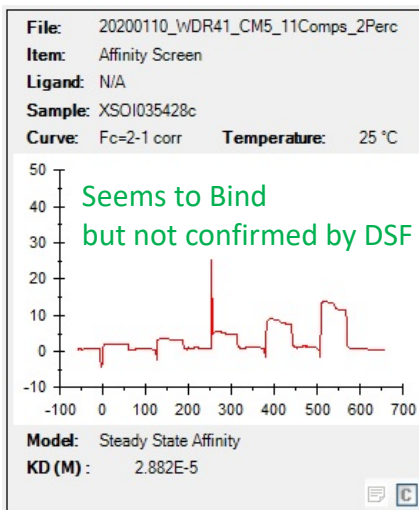 File: 20200110_WDR41_CM5_11Comps_2Perc
Item: Affinity Screen
Ligand: N/A
Sample: XSOI035428c
Curve: Fc=2-1 corr Temperature: 25 °C
50
Seems to Bind
40
but not confirmed by DSF
30
20
10
0
-10
-100 0 100 200 300 400 500 600 700
Model: Steady State Affinity
KD (M) : 2.882E-5
C